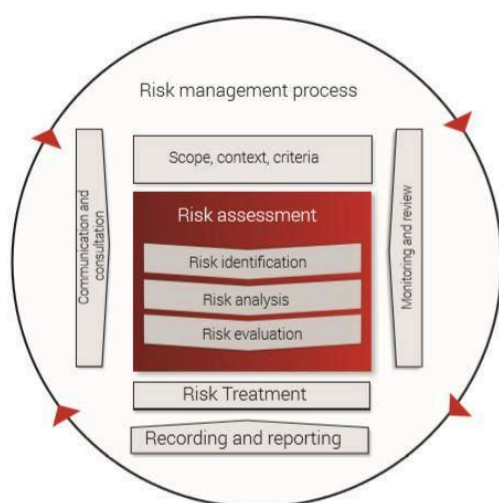 Risk management process
Scope, context, criteria
Communication and
consultation
Risk assessment
Risk identification
Risk analysis
Risk evaluation
Monitoring and review
Risk Treatment
Recording and reporting